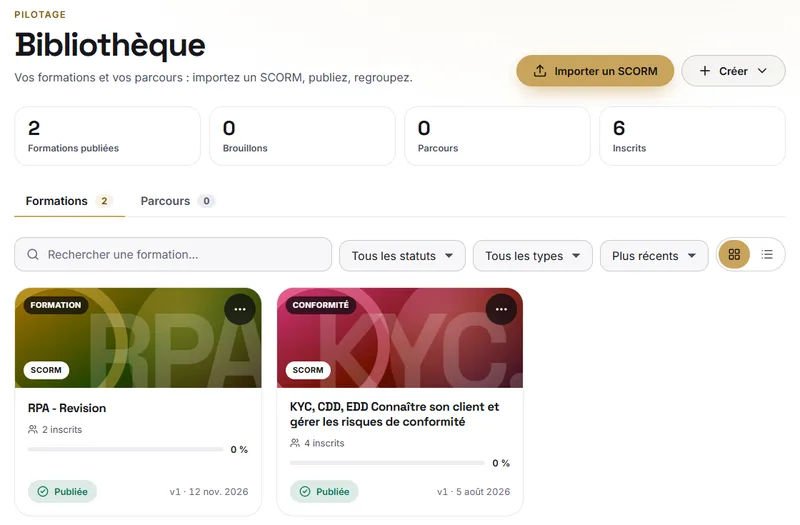 PILOTAGE
Bibliothèque
Vos formations et vos parcours : importez un SCORM, publiez, regroupez.
Importer un SCORM
Créer
2
Formations publiées
0
Brouillons
0
Parcours
6
Inscrits
Formations 2
Parcours 0
Rechercher une formation...
Tous les statuts
Tous les types
Plus récents
FORMATION
RPA
SCORM
RPA - Revision
2 inscrits
0 %
Publiée
v1 · 12 nov. 2026
CONFORMITÉ
KYC,
SCORM
KYC, CDD, EDD Connaître son client et
gérer les risques de conformité
4 inscrits
0 %
Publiée
v1 · 5 août 2026